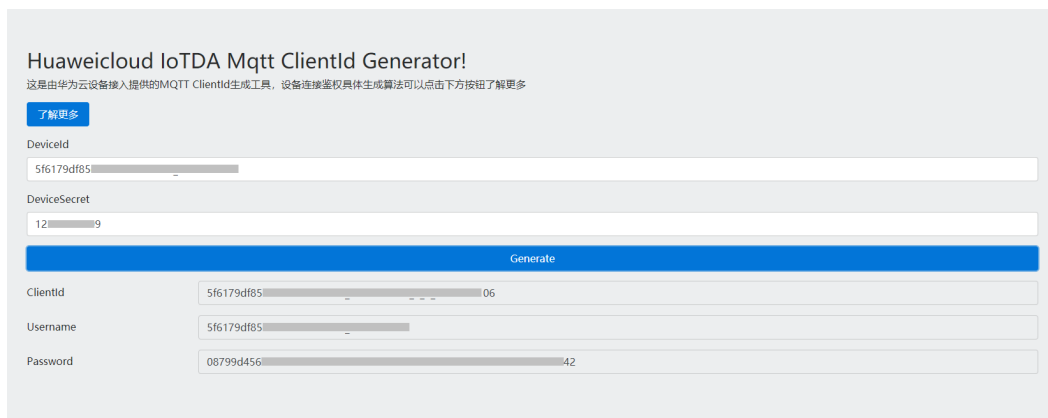 Huaweicloud IoTDA Mqtt ClientId Generator!
这是由华为云设备接入提供的MQTT ClientId生成工具，设备连接鉴权具体生成算法可以点击下方按钮了解更多
了解更多
DeviceId
5f6179df85 _
DeviceSecret
12 9
Generate
ClientId 5f6179df85 _ _ _ _ 06
Username 5f6179df85 _
Password 08799d456 42